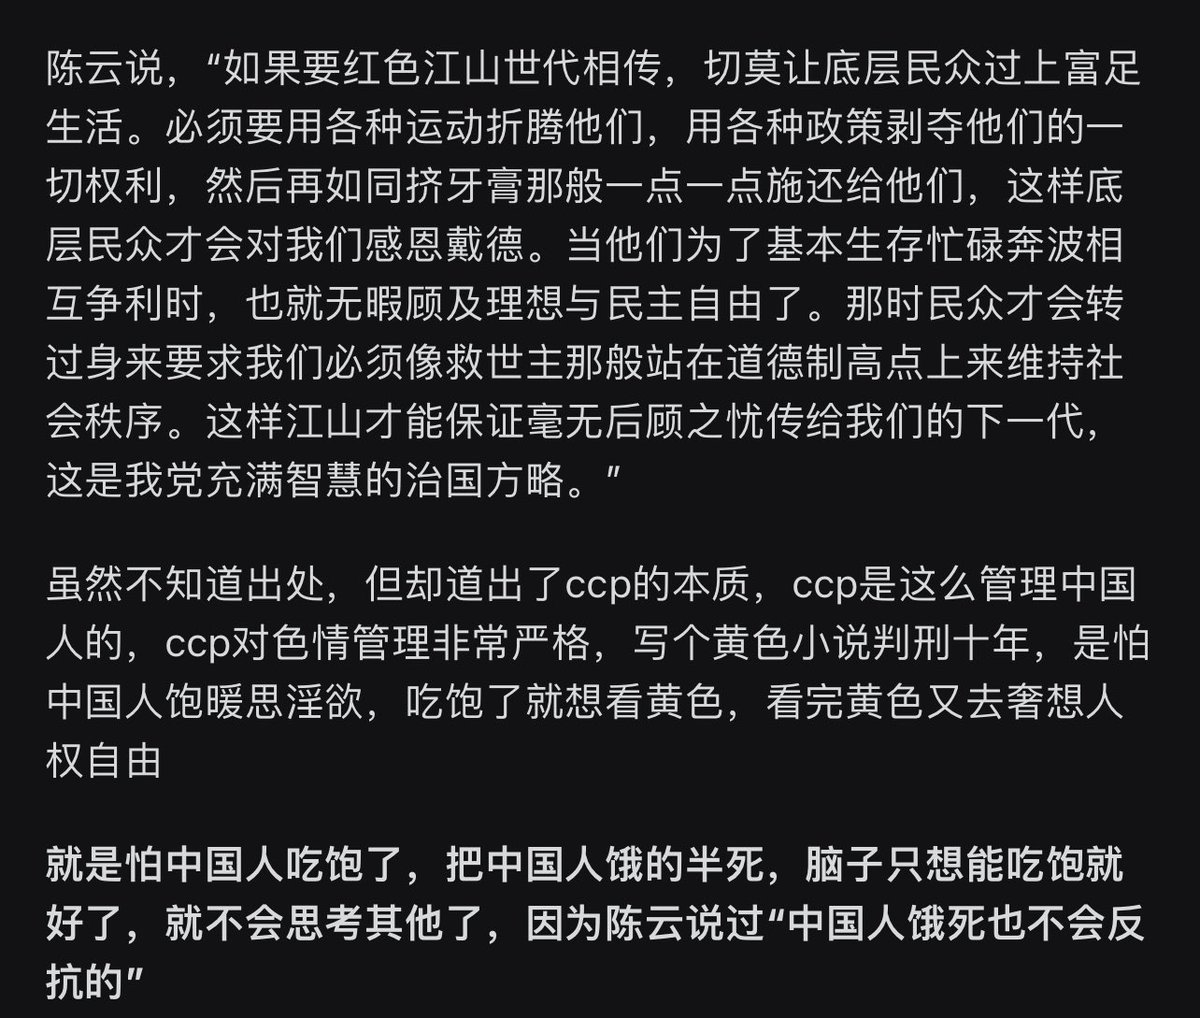 陈云说，“如果要红色江山世代相传，切莫让底层民众过上富足
生活。必须要用各种运动折腾他们，用各种政策剥夺他们的一
切权利，然后再如同挤牙膏那般一点一点施还给他们，这样底
层民众才会对我们感恩戴德。当他们为了基本生存忙碌奔波相
互争利时，也就无暇顾及理想与民主自由了。那时民众才会转
过身来要求我们必须像救世主那般站在道德制高点上来维持社
会秩序。这样江山才能保证毫无后顾之忧传给我们的下一代，
这是我党充满智慧的治国方略。”
虽然不知道出处，但却道出了ccp的本质，ccp是这么管理中国
人的，ccp对色情管理非常严格，写个黄色小说判刑十年，是怕
中国人饱暖思淫欲，吃饱了就想看黄色，看完黄色又去奢想人
权自由
就是怕中国人吃饱了，把中国人饿的半死，脑子只想能吃饱就
好了，就不会思考其他了，因为陈云说过“中国人饿死也不会反
抗的”